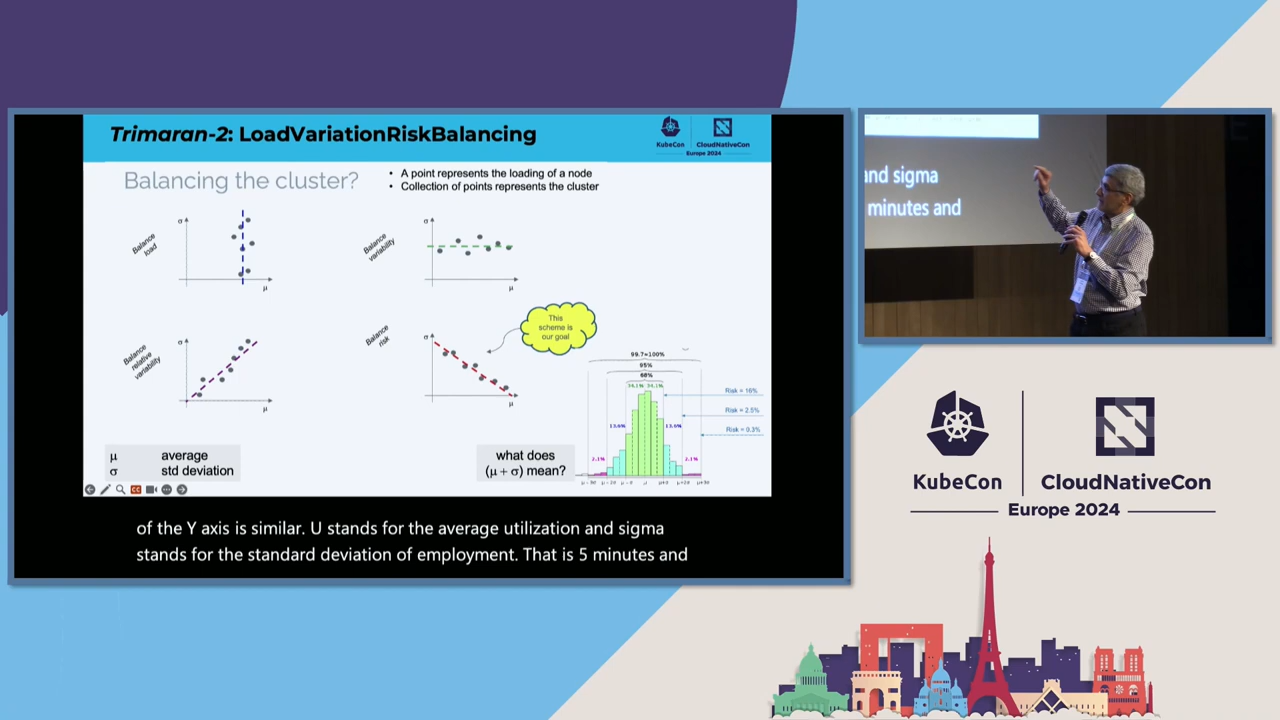 Trimaran-2: LoadVariationRiskBalancing
KubeCon
CloudNativeCon
Europe 2024
Balancing the cluster?
• A point represents the loading of a node
• Collection of points represents the cluster
Balance
load
σ
μ
Balance
variability
σ
μ
Balance
relative
variability
σ
μ
Balance
risk
σ
μ
This
scheme is
our goal
99.7≈100%
95%
68%
34.1% 34.1%
13.6%
13.6%
2.1%
2.1%
Risk = 16%
Risk = 2.5%
Risk = 0.3%
μ−3σ μ−2σ μ−σ μ μ+σ μ+2σ μ+3σ
μ average
σ std deviation
what does
(μ + σ) mean?
of the Y axis is similar. U stands for the average utilization and sigma
stands for the standard deviation of employment. That is 5 minutes and
and sigma
minutes and
KubeCon
CloudNativeCon
Europe 2024